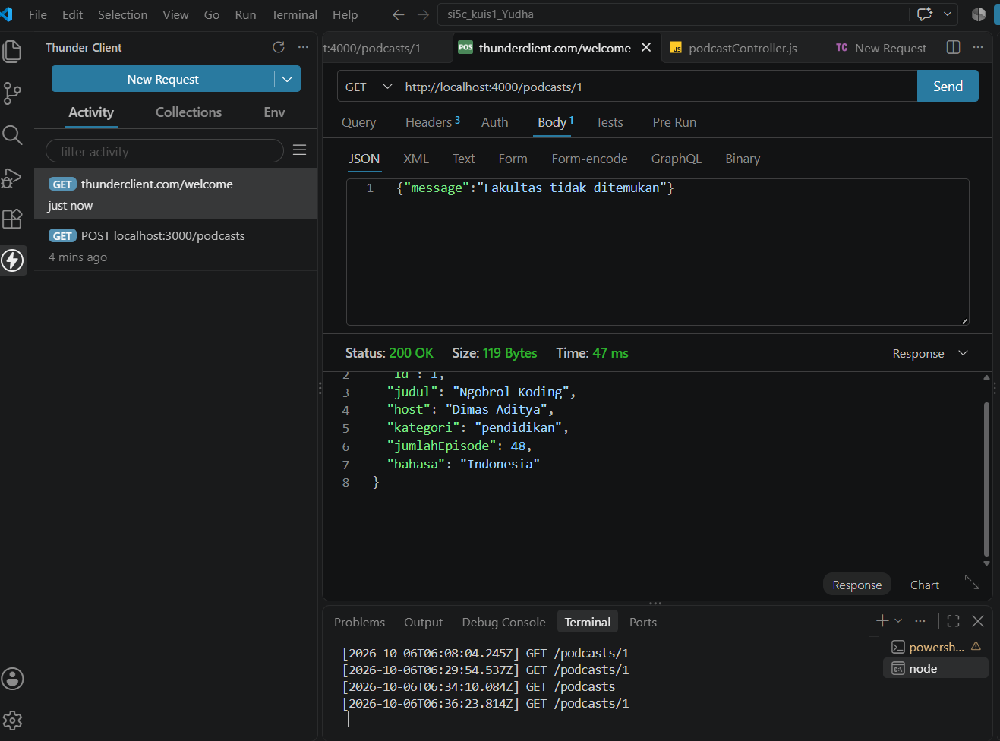 File Edit Selection View Go Run Terminal Help
si5c_kuis1_Yudha
Thunder Client
New Request
Activity Collections Env
filter activity
GET thunderclient.com/welcome
just now
GET POST localhost:3000/podcasts
4 mins ago
t:4000/podcasts/1
POS thunderclient.com/welcome
JS podcastController.js
TC New Request
GET http://localhost:4000/podcasts/1 Send
Query Headers 3 Auth Body 1 Tests Pre Run
JSON XML Text Form Form-encode GraphQL Binary
1 {"message":"Fakultas tidak ditemukan"}
Status: 200 OK Size: 119 Bytes Time: 47 ms Response
2 "id": 1,
3 "judul": "Ngobrol Koding",
4 "host": "Dimas Aditya",
5 "kategori": "pendidikan",
6 "jumlahEpisode": 48,
7 "bahasa": "Indonesia"
8 }
Response Chart
Problems Output Debug Console Terminal Ports
[2026-10-06T06:08:04.245Z] GET /podcasts/1
[2026-10-06T06:29:54.537Z] GET /podcasts/1
[2026-10-06T06:34:10.084Z] GET /podcasts
[2026-10-06T06:36:23.814Z] GET /podcasts/1
powersh...
node